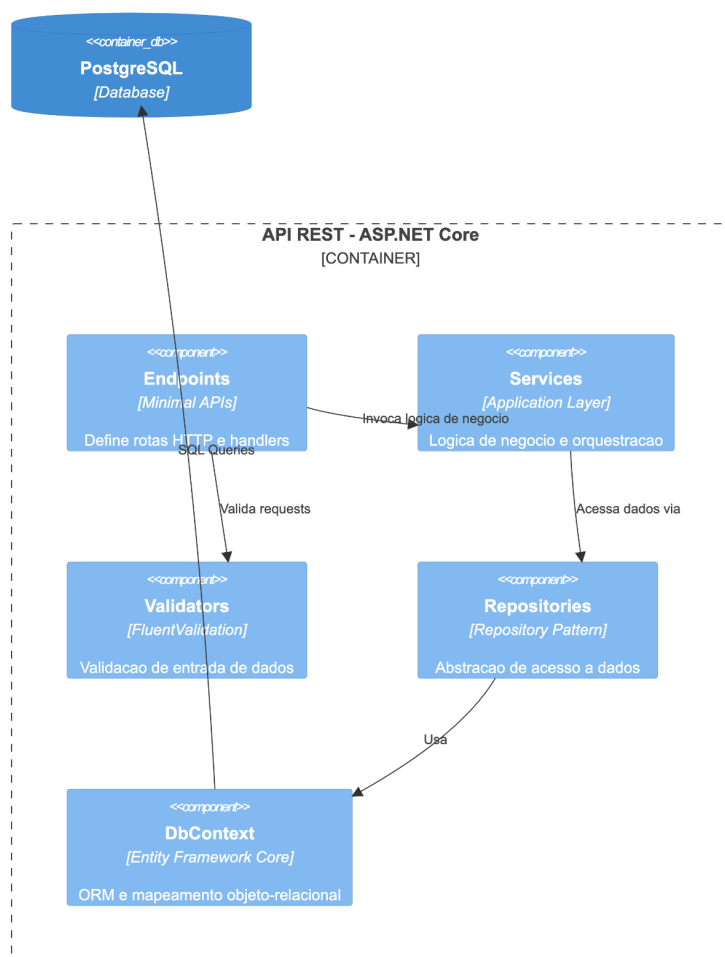 <<container_db>>
PostgreSQL
[Database]
API REST - ASP.NET Core
[CONTAINER]
<<component>>
Endpoints
[Minimal APIs]
Define rotas HTTP e handlers
<<component>>
Services
[Application Layer]
Logica de negocio e orquestracao
Invoca logica de negocio
SQL Queries
Valida requests
Acessa dados via
<<component>>
Validators
[FluentValidation]
Validacao de entrada de dados
<<component>>
Repositories
[Repository Pattern]
Abstracao de acesso a dados
Usa
<<component>>
DbContext
[Entity Framework Core]
ORM e mapeamento objeto-relacional